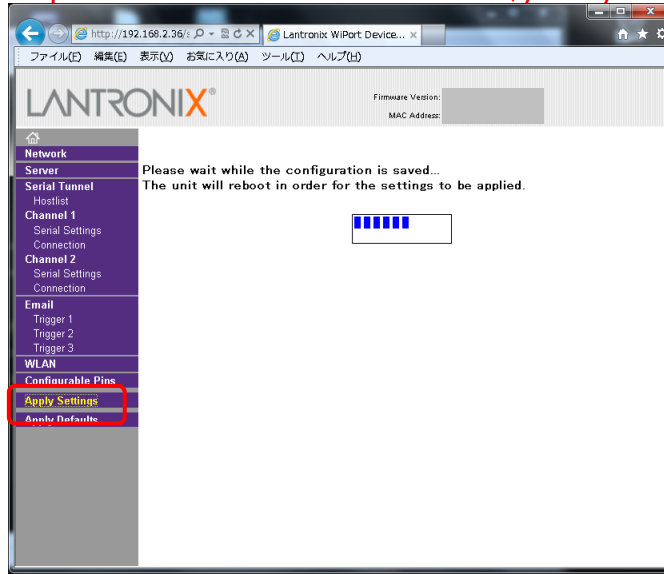 http://192.168.2.36/s
Lantronix WiPort Device...
ファイル(F) 編集(E) 表示(V) お気に入り(A) ツール(T) ヘルプ(H)
LANTRONIX®
Firmware Version:
MAC Address:
Network
Server
Serial Tunnel
Hostlist
Channel 1
Serial Settings
Connection
Channel 2
Serial Settings
Connection
Email
Trigger 1
Trigger 2
Trigger 3
WLAN
Configurable Pins
Apply Settings
Apply Defaults
Please wait while the configuration is saved...
The unit will reboot in order for the settings to be applied.